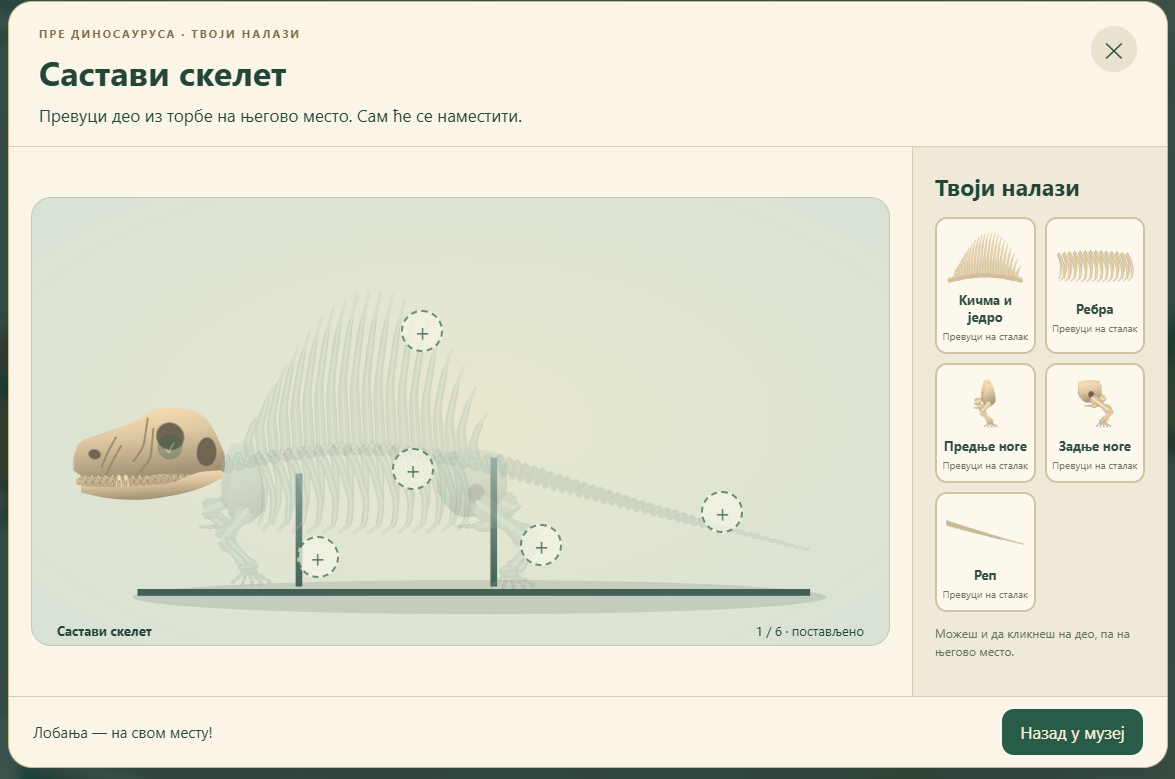 ПРЕ ДИНОСАУРУСА · ТВОЈИ НАЛАЗИ
Састави скелет
Превуци део из торбе на његово место. Сам ће се наместити.
Твоји налази
Кичма и
једро
Превуци на сталак
Ребра
Превуци на сталак
Предње ноге
Превуци на сталак
Задње ноге
Превуци на сталак
Реп
Превуци на сталак
Можеш и да кликнеш на део, па на
његово место.
Састави скелет
1 / 6 · постављено
Лобања — на свом месту!
Назад у музеј